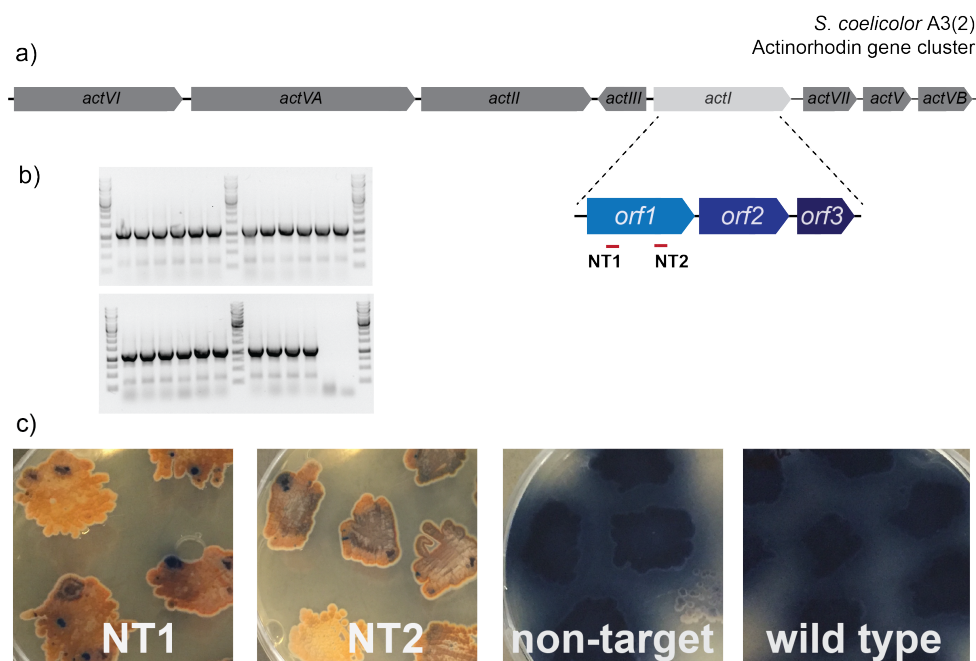 S. coelicolor A3(2)
Actinorhodin gene cluster
a)
actVI actVA actII actIII actI actVII actV actVB
b)
orf1 orf2 orf3
NT1 NT2
c)
NT1 NT2 non-target wild type